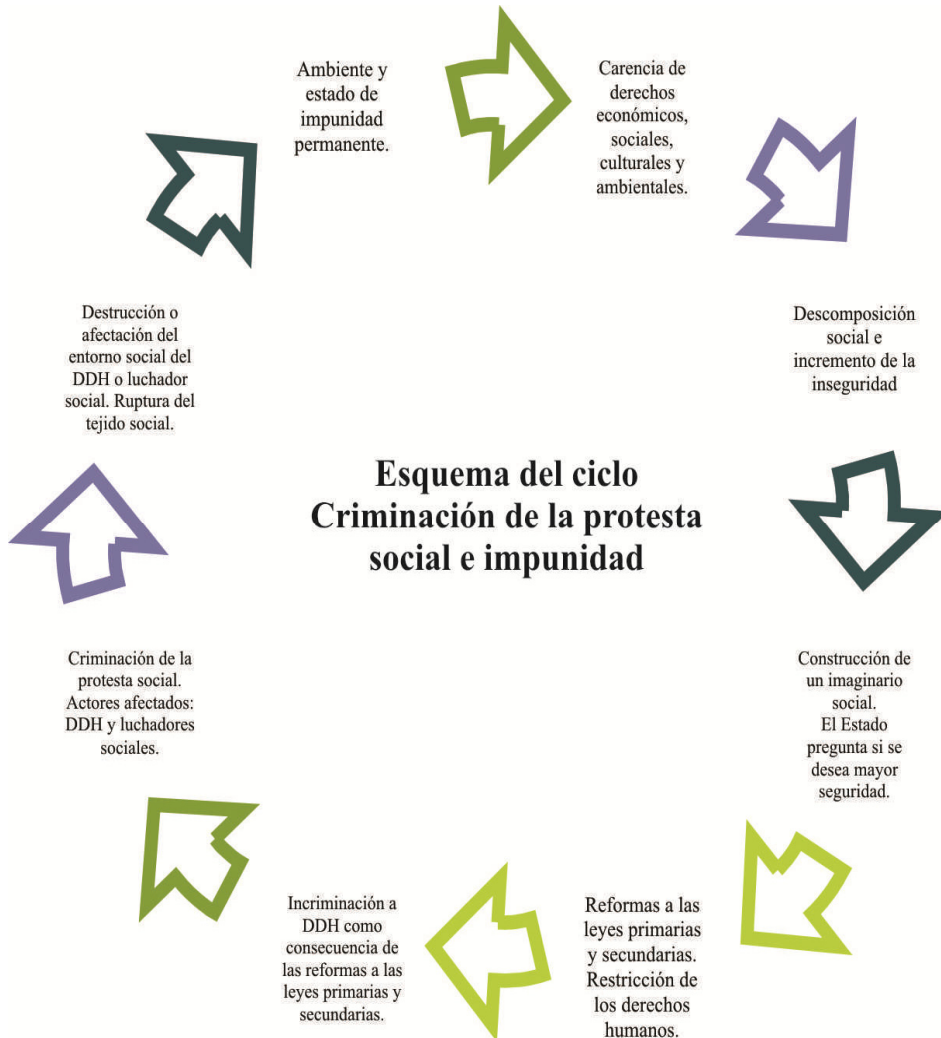 Esquema del ciclo
Criminación de la protesta
social e impunidad
Ambiente y
estado de
impunidad
permanente.
Carencia de
derechos
económicos,
sociales,
culturales y
ambientales.
Descomposición
social e
incremento de la
inseguridad
Construcción de
un imaginario
social.
El Estado
pregunta si se
desea mayor
seguridad.
Reformas a las
leyes primarias
y secundarias.
Restricción de
los derechos
humanos.
Incriminación a
DDH como
consecuencia de
las reformas a las
leyes primarias y
secundarias.
Criminación de la
protesta social.
Actores afectados:
DDH y luchadores
sociales.
Destrucción o
afectación del
entorno social del
DDH o luchador
social. Ruptura del
tejido social.